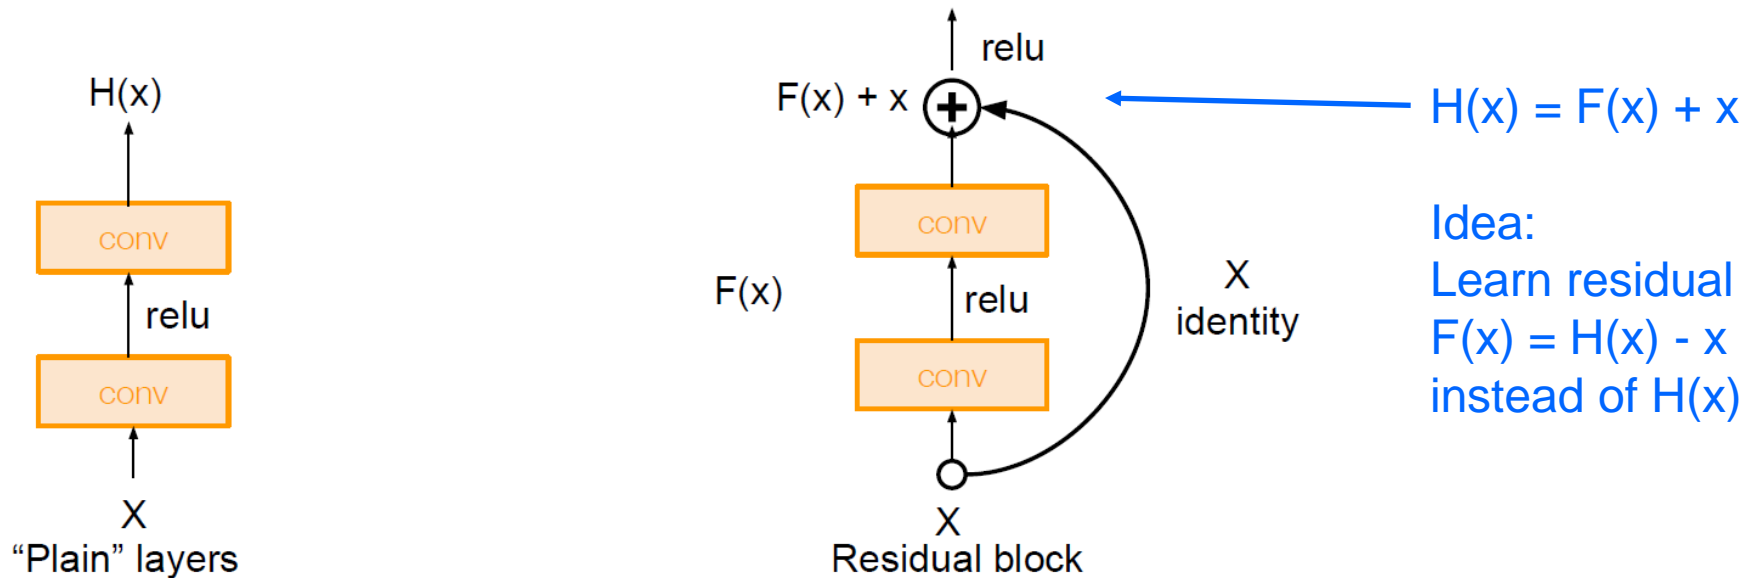 H(x)
conv
relu
conv
X
“Plain” layers
relu
F(x) + x
+
conv
F(x)
relu
X
identity
conv
X
Residual block
H(x) = F(x) + x
Idea:
Learn residual
F(x) = H(x) - x
instead of H(x)